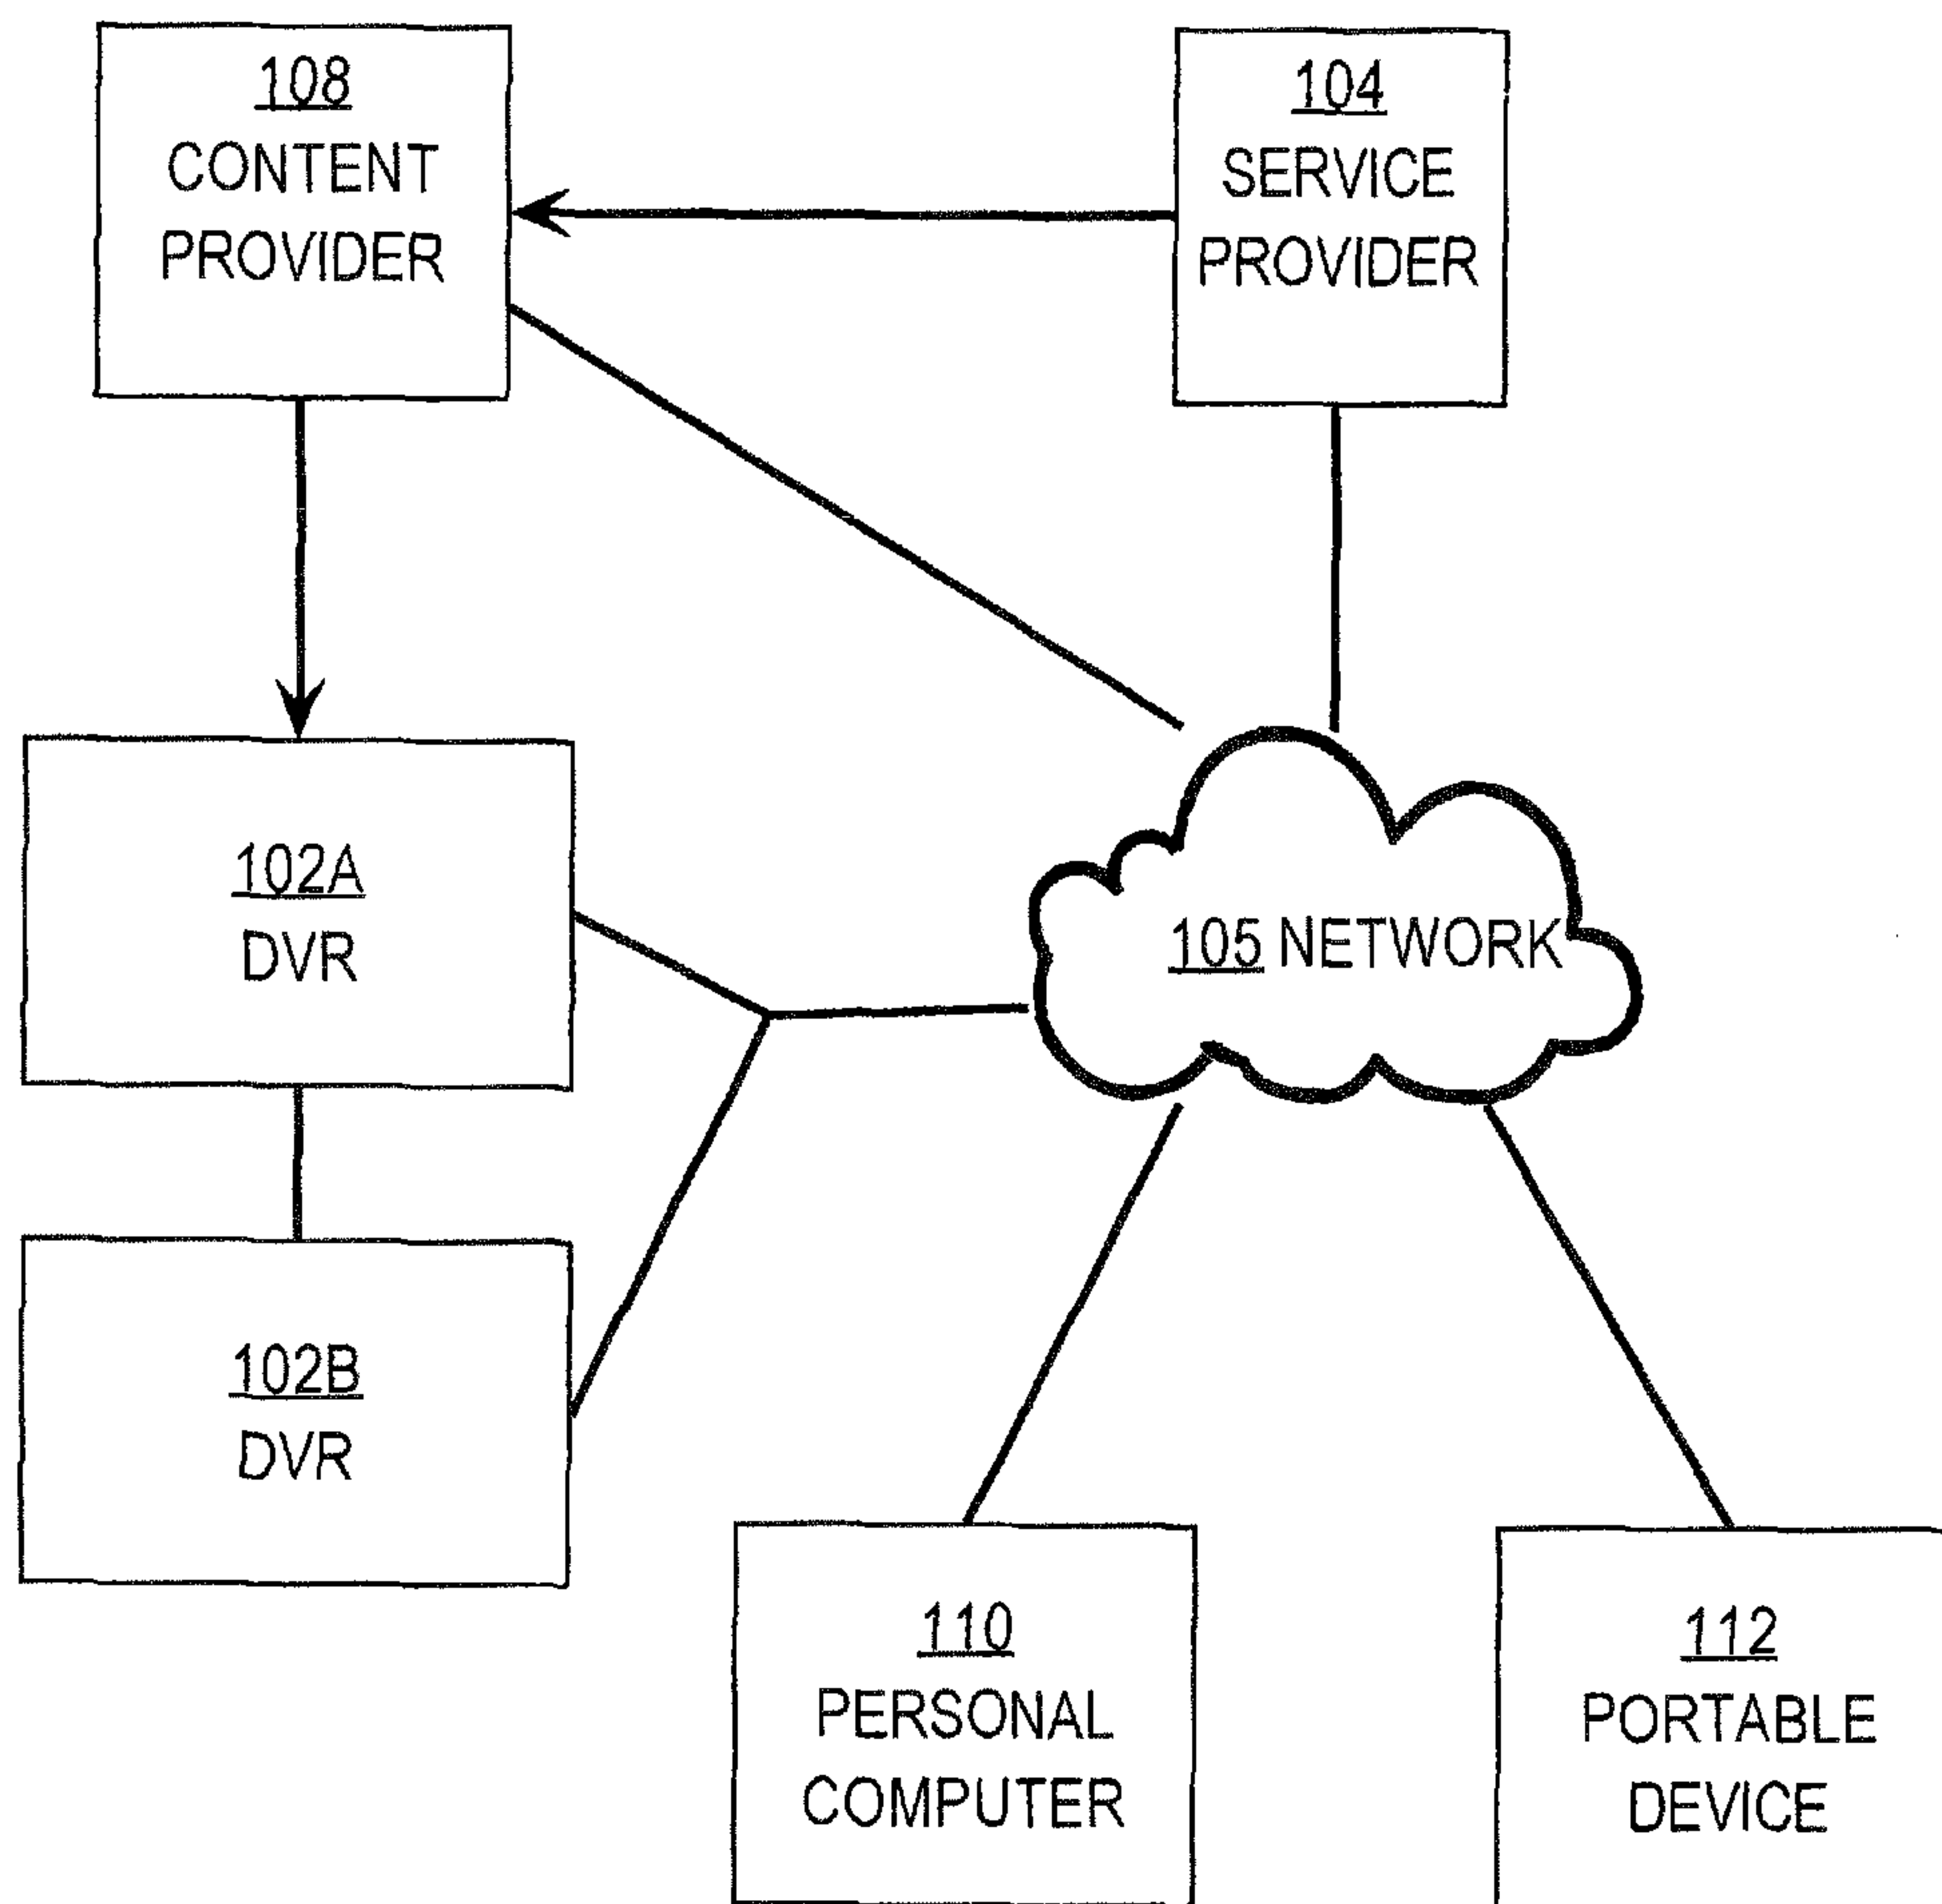 108
CONTENT
PROVIDER
104
SERVICE
PROVIDER
102A
DVR
105 NETWORK
102B
DVR
110
PERSONAL
COMPUTER
112
PORTABLE
DEVICE